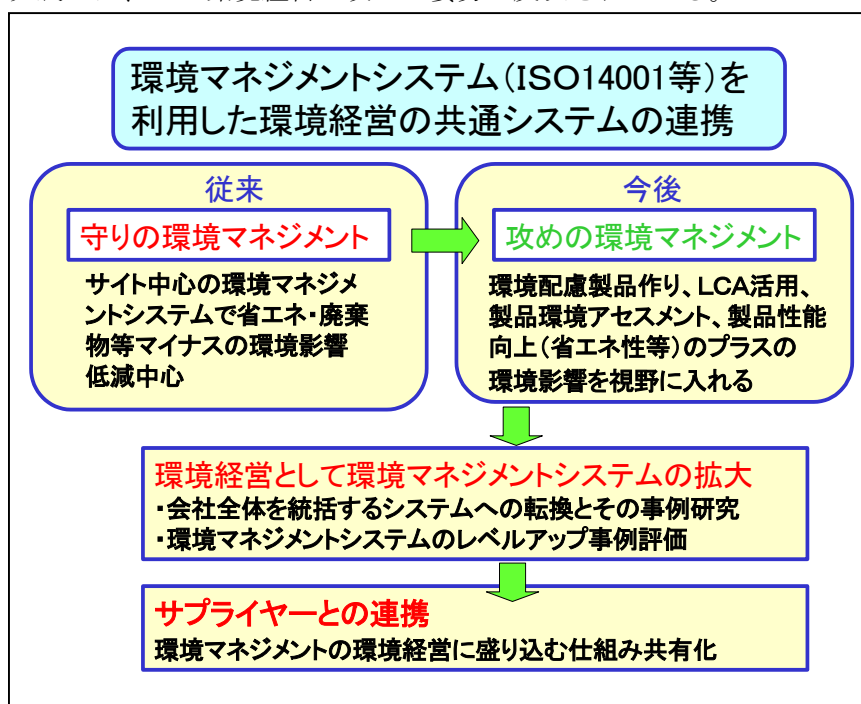 環境マネジメントシステム(ISO14001等)を
利用した環境経営の共通システムの連携
従来
守りの環境マネジメント
サイト中心の環境マネジメ
ントシステムで省エネ・廃棄
物等マイナスの環境影響
低減中心
今後
攻めの環境マネジメント
環境配慮製品作り、LCA活用、
製品環境アセスメント、製品性能
向上(省エネ性等)のプラスの
環境影響を視野に入れる
環境経営として環境マネジメントシステムの拡大
・会社全体を統括するシステムへの転換とその事例研究
・環境マネジメントシステムのレベルアップ事例評価
サプライヤーとの連携
環境マネジメントの環境経営に盛り込む仕組み共有化